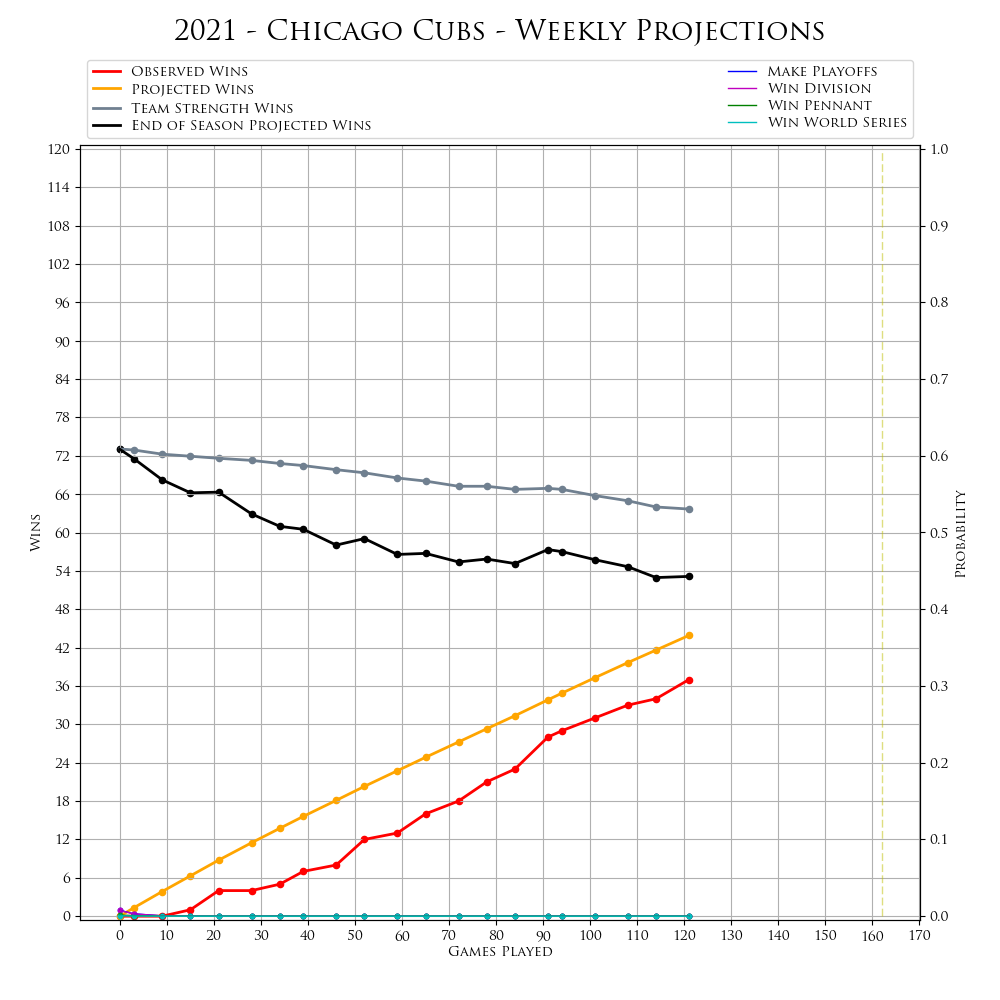 2021 - Chicago Cubs - Weekly Projections
Observed Wins
Projected Wins
Team Strength Wins
End of Season Projected Wins
Make Playoffs
Win Division
Win Pennant
Win World Series
120
114
108
102
96
90
84
78
72
66
60
54
48
42
36
30
24
18
12
6
0
Wins
1.0
0.9
0.8
0.7
0.6
0.5
0.4
0.3
0.2
0.1
0.0
Probability
0 10 20 30 40 50 60 70 80 90 100 110 120 130 140 150 160 170
Games Played